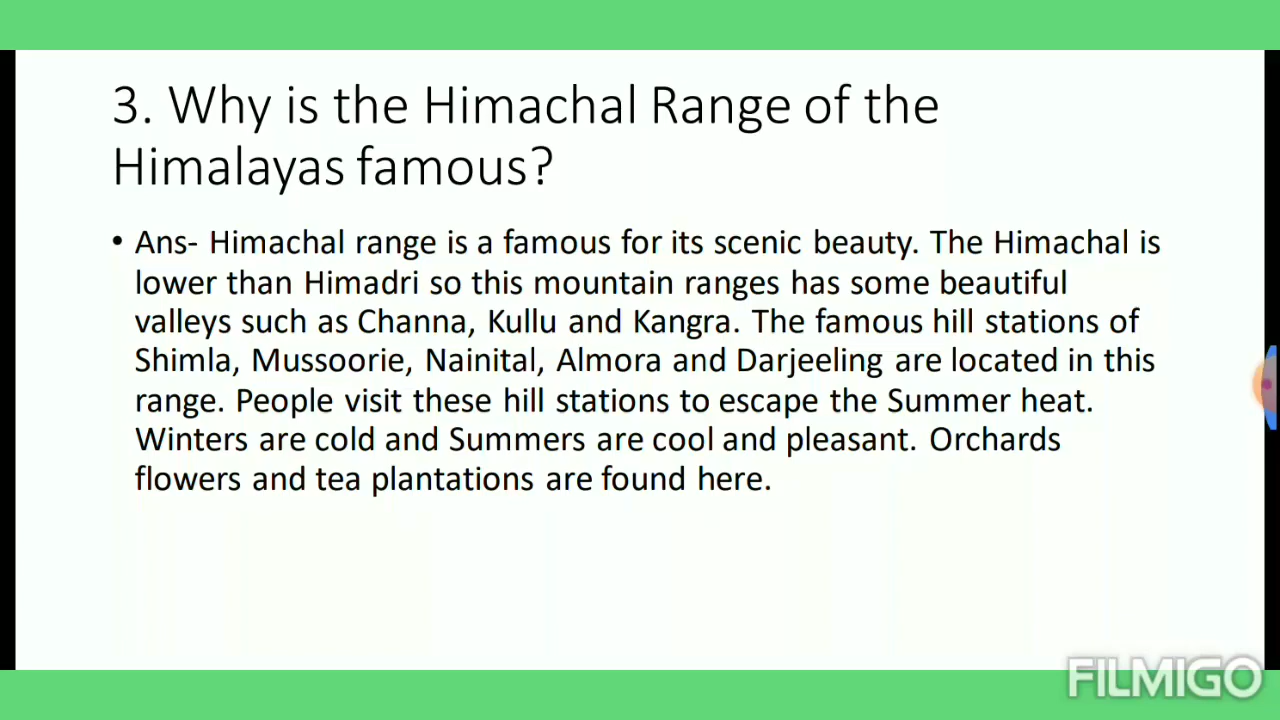 3. Why is the Himachal Range of the
Himalayas famous?
• Ans- Himachal range is a famous for its scenic beauty. The Himachal is
lower than Himadri so this mountain ranges has some beautiful
valleys such as Channa, Kullu and Kangra. The famous hill stations of
Shimla, Mussoorie, Nainital, Almora and Darjeeling are located in this
range. People visit these hill stations to escape the Summer heat.
Winters are cold and Summers are cool and pleasant. Orchards
flowers and tea plantations are found here.
FILMIGO